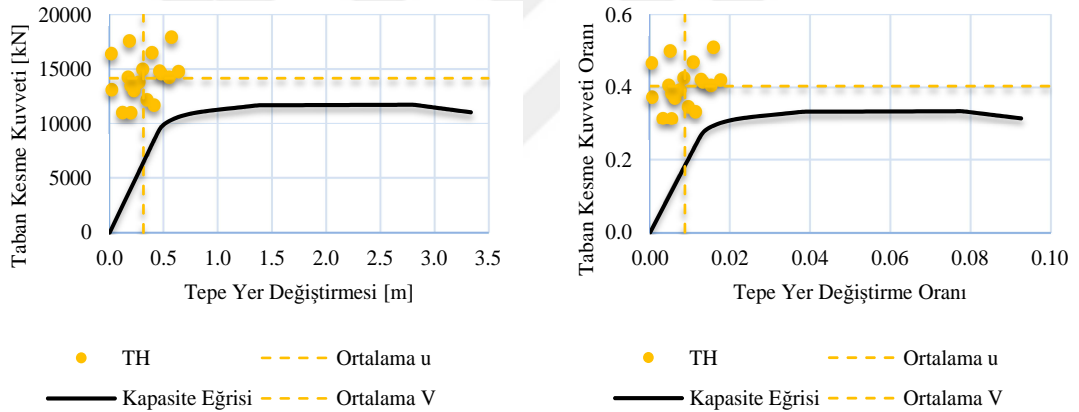 Taban Kesme Kuvveti [kN]
20000
15000
10000
5000
0
0.0 0.5 1.0 1.5 2.0 2.5 3.0 3.5
Tepe Yer Değiştirmesi [m]
TH
Ortalama u
Kapasite Eğrisi
Ortalama V
Taban Kesme Kuvveti Oranı
0.6
0.4
0.2
0.0
0.00 0.02 0.04 0.06 0.08 0.10
Tepe Yer Değiştirme Oranı
TH
Ortalama u
Kapasite Eğrisi
Ortalama V